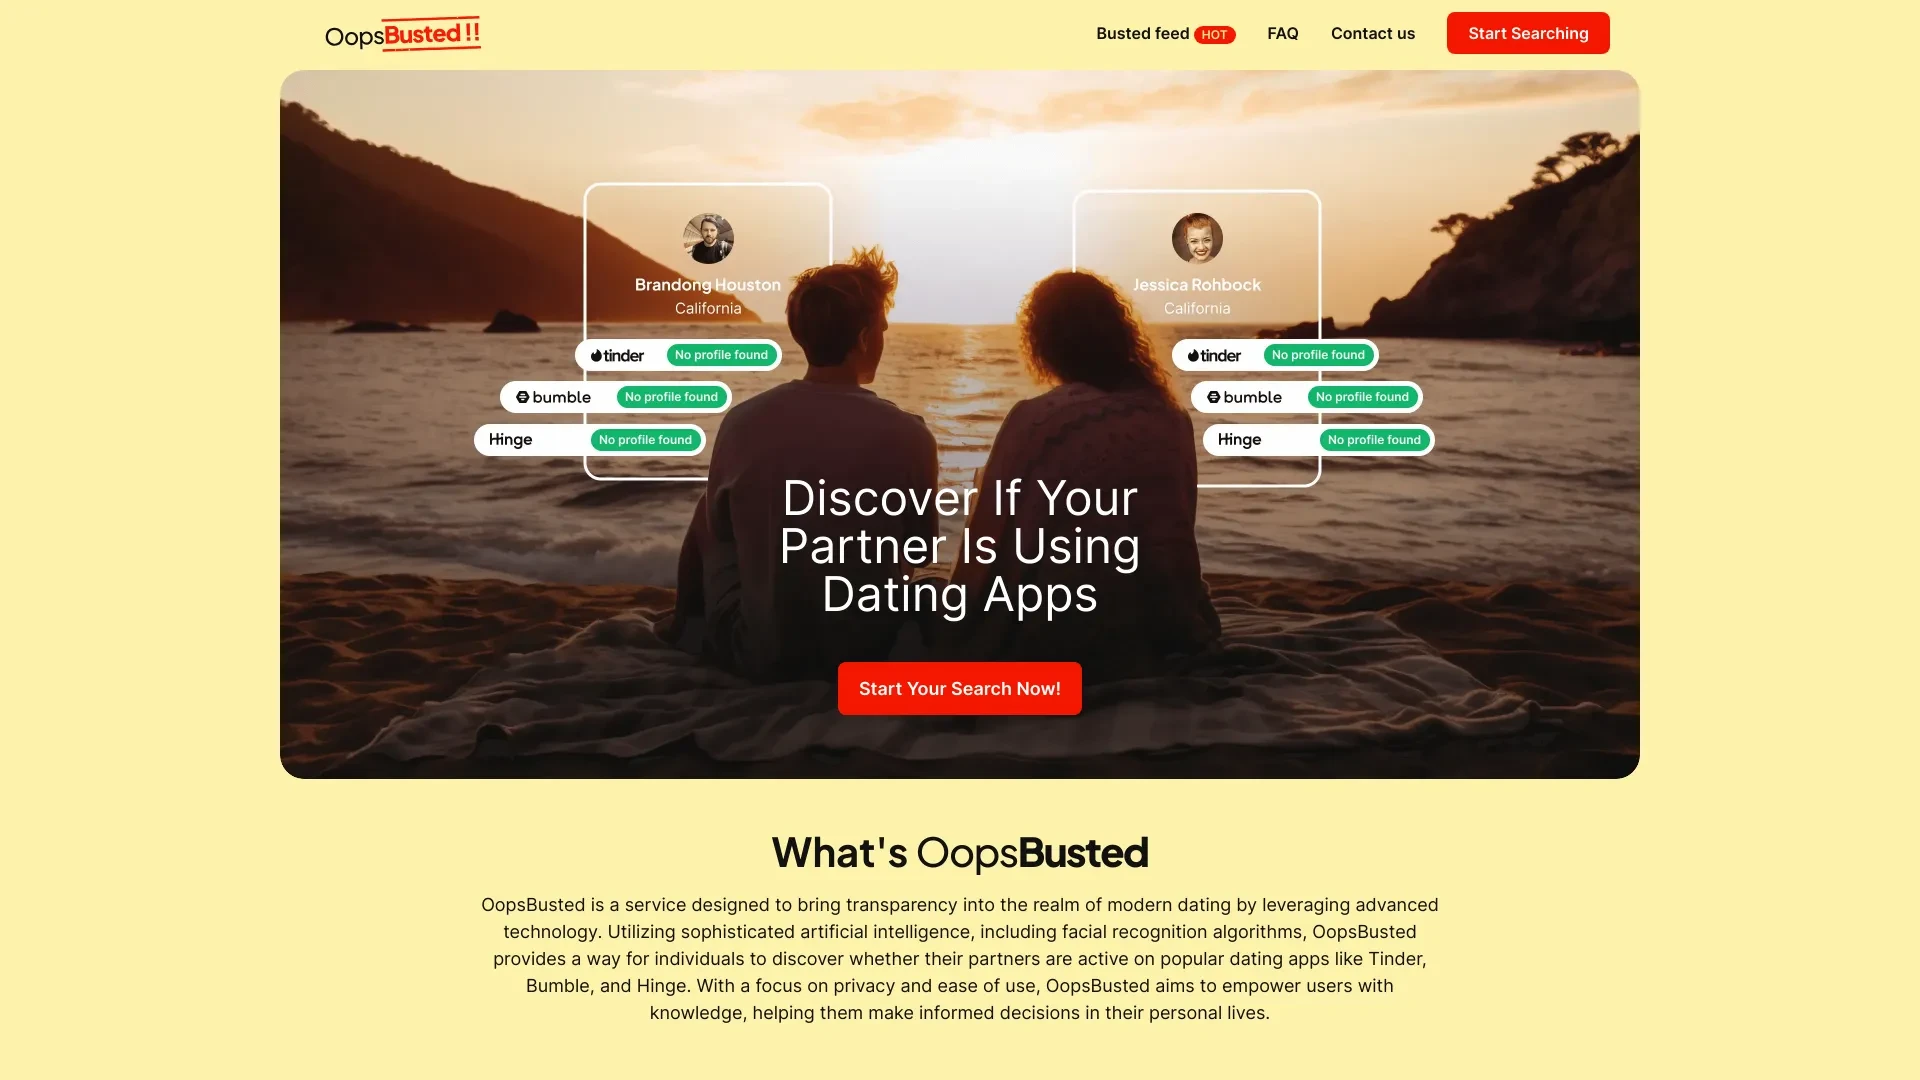 OopsBusted !!
Busted feed HOT
FAQ
Contact us
Start Searching
Brandong Houston
California
tinder No profile found
bumble No profile found
Hinge No profile found
Jessica Rohbock
California
tinder No profile found
bumble No profile found
Hinge No profile found
Discover If Your
Partner Is Using
Dating Apps
Start Your Search Now!
What's OopsBusted
OopsBusted is a service designed to bring transparency into the realm of modern dating by leveraging advanced
technology. Utilizing sophisticated artificial intelligence, including facial recognition algorithms, OopsBusted
provides a way for individuals to discover whether their partners are active on popular dating apps like Tinder,
Bumble, and Hinge. With a focus on privacy and ease of use, OopsBusted aims to empower users with
knowledge, helping them make informed decisions in their personal lives.